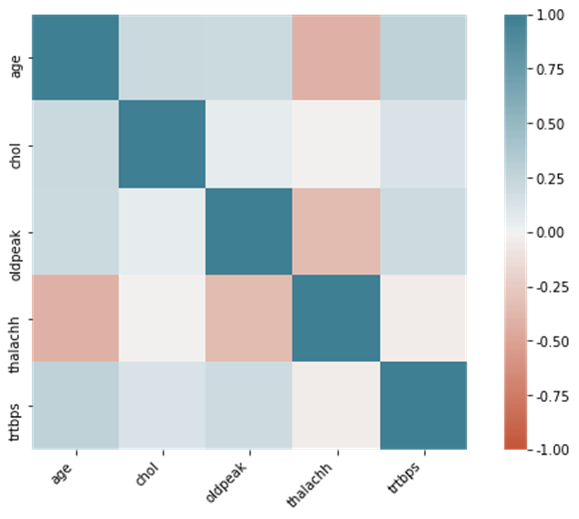 age
chol
oldpeak
thalachh
trtbps
age
chol
oldpeak
thalachh
trtbps
1.00
0.75
0.50
0.25
0.00
-0.25
-0.50
-0.75
-1.00